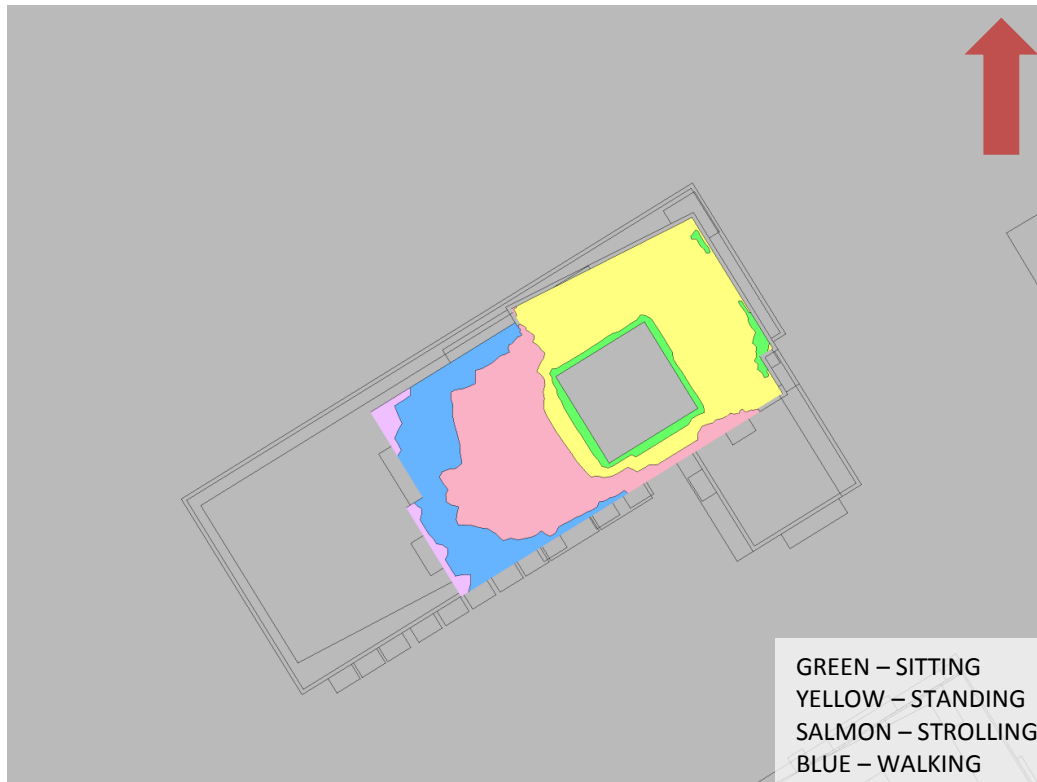 GREEN – SITTING
YELLOW – STANDING
SALMON – STROLLING
BLUE – WALKING